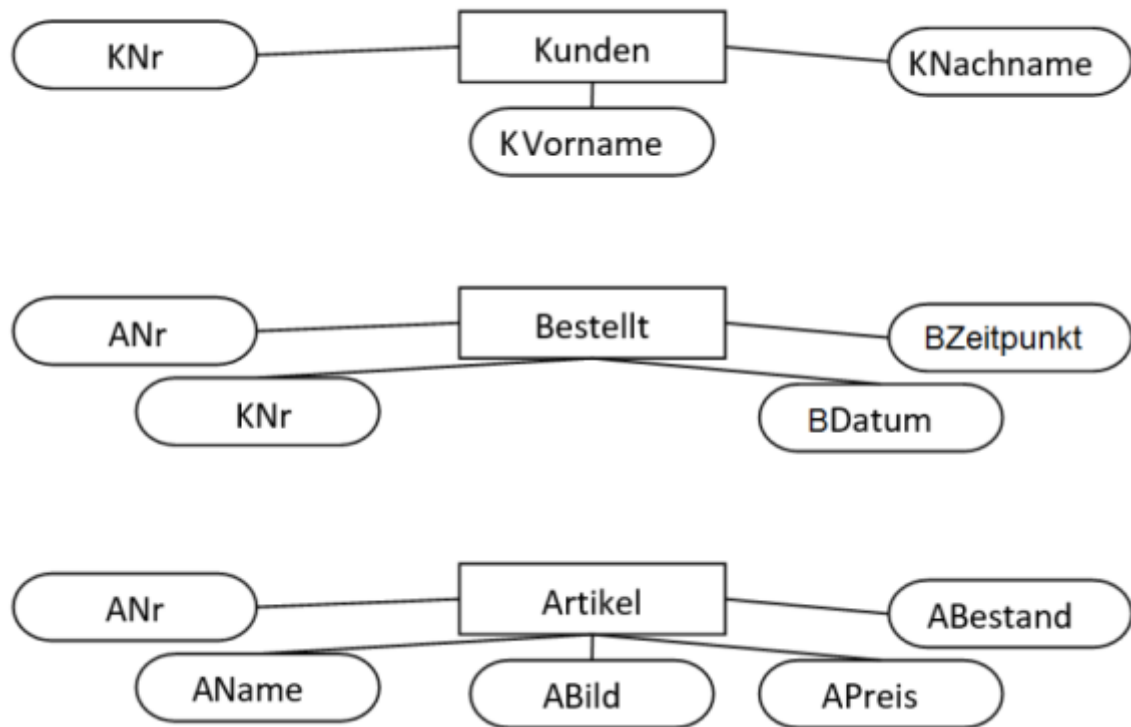 KNr
Kunden
KNachname
KVorname
ANr
Bestellt
BZeitpunkt
KNr
BDatum
ANr
Artikel
ABestand
AName
ABild
APreis